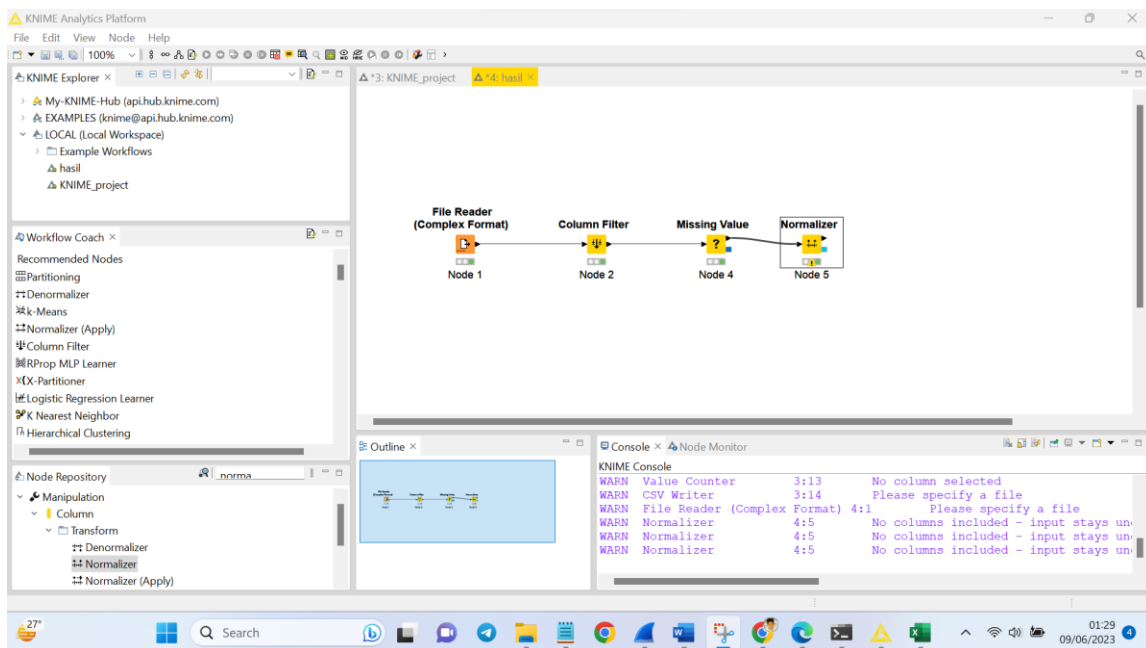 KNIME Analytics Platform
File Edit View Node Help
100%
KNIME Explorer
My-KNIME-Hub (api.hub.knime.com)
EXAMPLES (knime@api.hub.knime.com)
LOCAL (Local Workspace)
Example Workflows
hasil
KNIME_project
*3: KNIME_project
*4: hasil
File Reader
(Complex Format)
Node 1
Column Filter
Node 2
Missing Value
Node 4
Normalizer
Node 5
Workflow Coach
Recommended Nodes
Partitioning
Denormalizer
k-Means
Normalizer (Apply)
Column Filter
RProp MLP Learner
X-Partitioner
Logistic Regression Learner
K Nearest Neighbor
Hierarchical Clustering
Node Repository
norma
Manipulation
Column
Transform
Denormalizer
Normalizer
Normalizer (Apply)
Outline
Console
Node Monitor
KNIME Console
WARN Value Counter 3:13 No column selected
WARN CSV Writer 3:14 Please specify a file
WARN File Reader (Complex Format) 4:1 Please specify a file
WARN Normalizer 4:5 No columns included - input stays un
WARN Normalizer 4:5 No columns included - input stays un
WARN Normalizer 4:5 No columns included - input stays un
27°
Search
01:29
09/06/2023
4